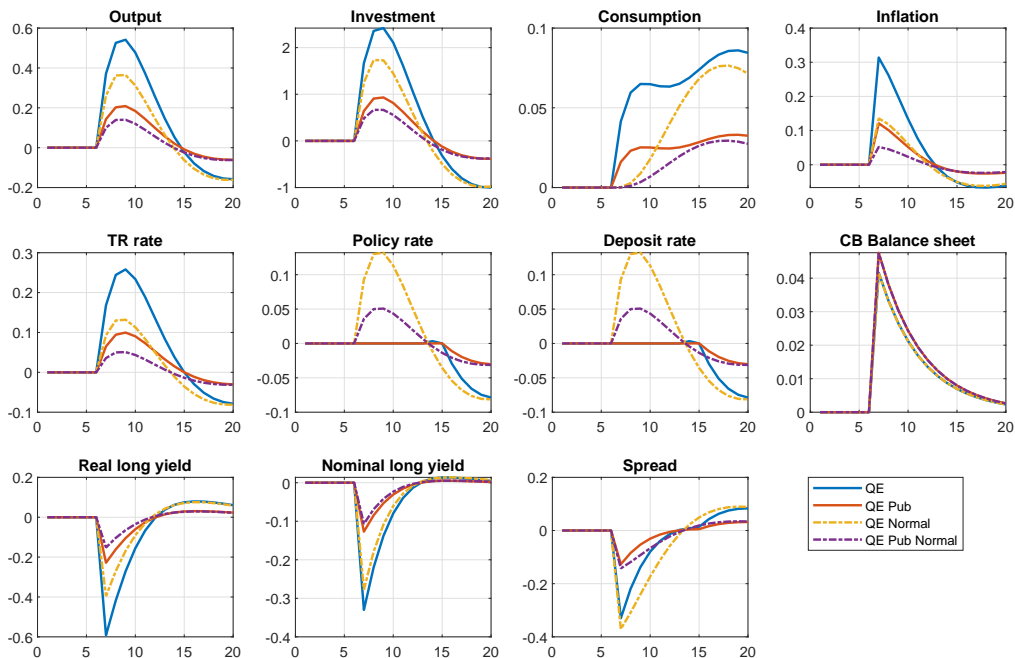 Output
0.6
0.4
0.2
0
-0.2
0 5 10 15 20
Investment
2
1
0
-1
0 5 10 15 20
Consumption
0.1
0.05
0
0 5 10 15 20
Inflation
0.4
0.3
0.2
0.1
0
0 5 10 15 20
TR rate
0.3
0.2
0.1
0
-0.1
0 5 10 15 20
Policy rate
0.1
0.05
0
-0.05
-0.1
0 5 10 15 20
Deposit rate
0.1
0.05
0
-0.05
-0.1
0 5 10 15 20
CB Balance sheet
0.04
0.03
0.02
0.01
0
0 5 10 15 20
Real long yield
0.2
0
-0.2
-0.4
-0.6
0 5 10 15 20
Nominal long yield
0
-0.1
-0.2
-0.3
-0.4
0 5 10 15 20
Spread
0.2
0
-0.2
-0.4
0 5 10 15 20
QE
QE Pub
QE Normal
QE Pub Normal